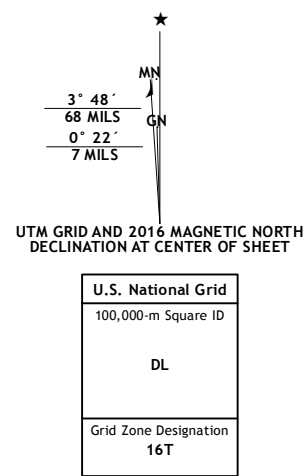 ★
MN
3° 48´
68 MILS
GN
0° 22´
7 MILS
UTM GRID AND 2016 MAGNETIC NORTH
DECLINATION AT CENTER OF SHEET
U.S. National Grid
100,000-m Square ID
DL
Grid Zone Designation
16T